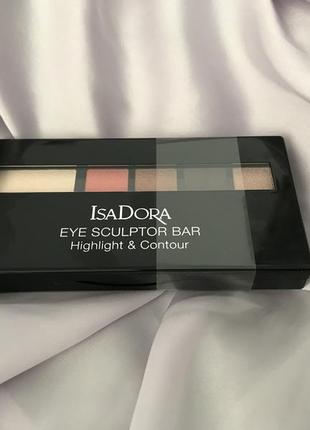 IsaDora
EYE SCULPTOR BAR
Highlight & Contour